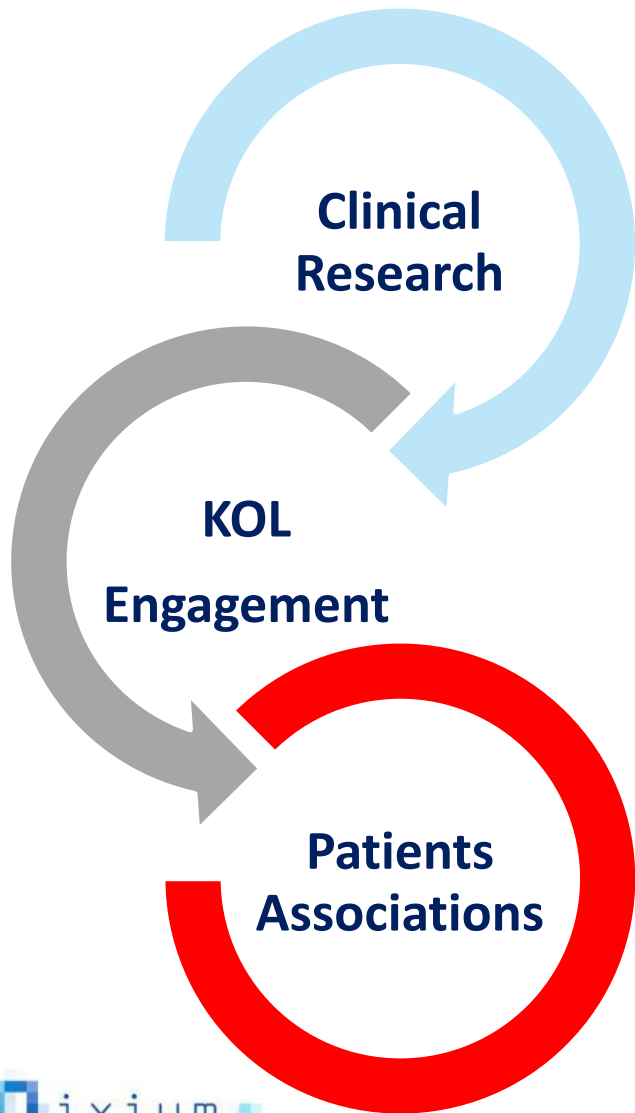 Clinical
Research
KOL
Engagement
Patients
Associations